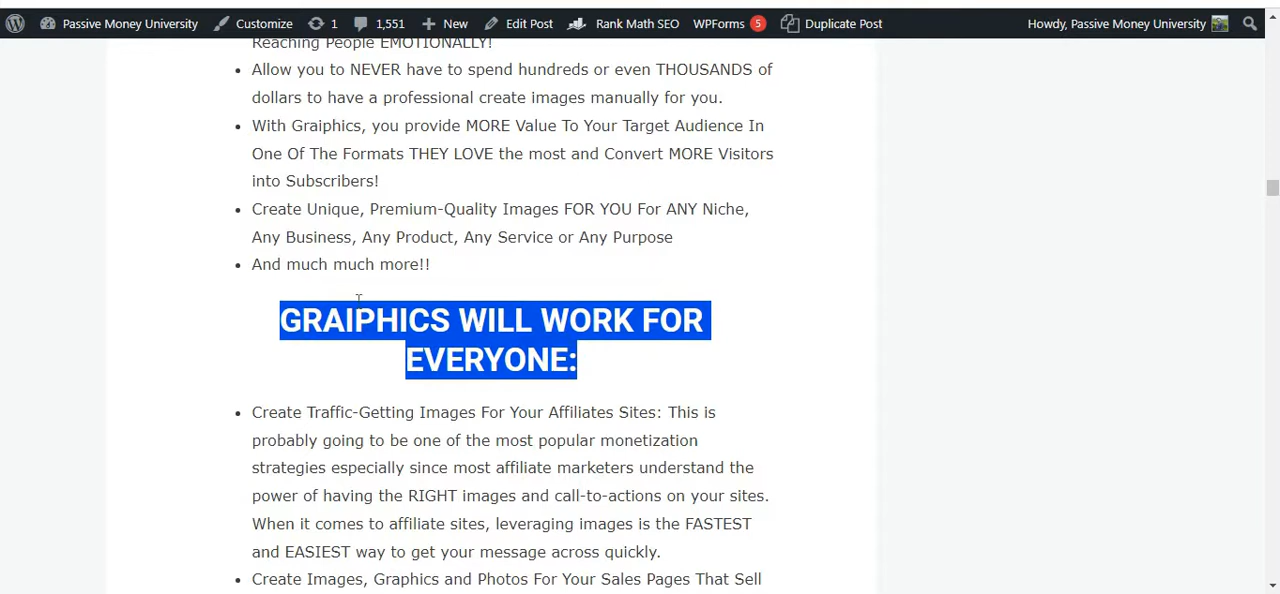 Passive Money University Customize 1 1,551 New Edit Post Rank Math SEO WPForms 5 Duplicate Post Howdy, Passive Money University
Reaching People EMOTIONALLY!
• Allow you to NEVER have to spend hundreds or even THOUSANDS of
dollars to have a professional create images manually for you.
• With Graiphics, you provide MORE Value To Your Target Audience In
One Of The Formats THEY LOVE the most and Convert MORE Visitors
into Subscribers!
• Create Unique, Premium-Quality Images FOR YOU For ANY Niche,
Any Business, Any Product, Any Service or Any Purpose
• And much much more!!
GRAIPHICS WILL WORK FOR
EVERYONE:
• Create Traffic-Getting Images For Your Affiliates Sites: This is
probably going to be one of the most popular monetization
strategies especially since most affiliate marketers understand the
power of having the RIGHT images and call-to-actions on your sites.
When it comes to affiliate sites, leveraging images is the FASTEST
and EASIEST way to get your message across quickly.
• Create Images, Graphics and Photos For Your Sales Pages That Sell